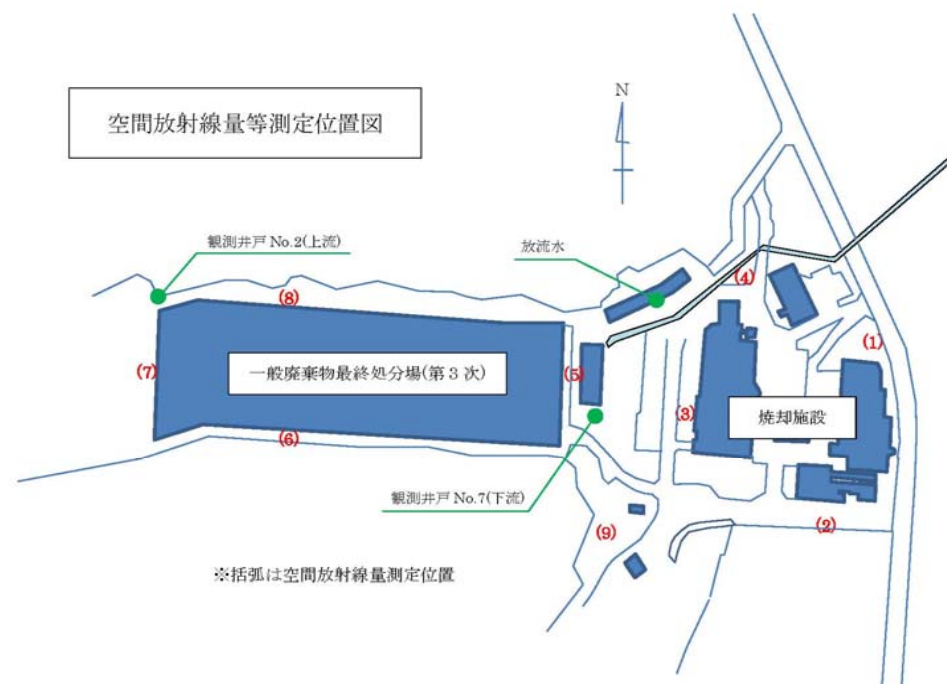 空間放射線量等測定位置図
N
観測井戸 No.2(上流)
放流水
(8)
(4)
(1)
(7)
一般廃棄物最終処分場(第3次)
(5)
(3)
焼却施設
(6)
観測井戸 No.7(下流)
(9)
(2)
※括弧は空間放射線量測定位置